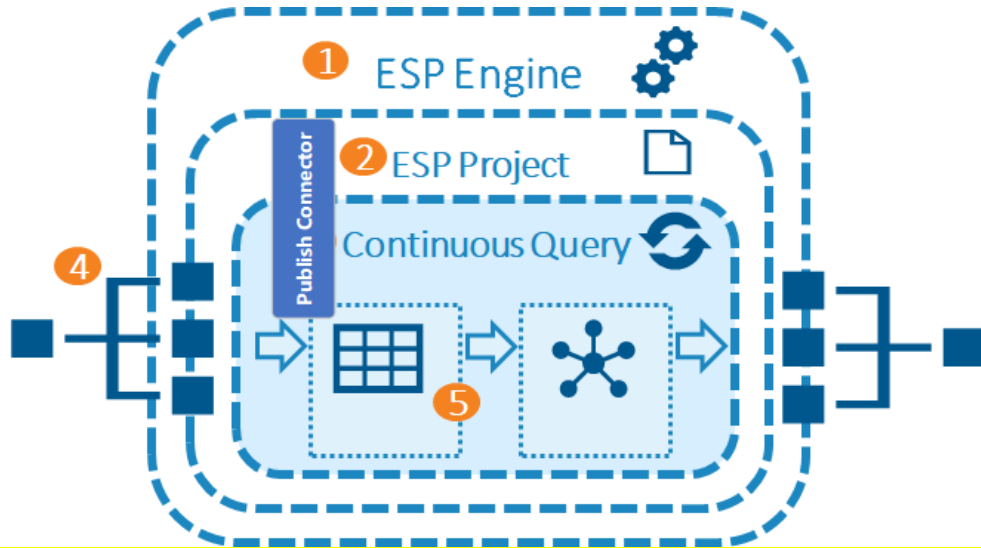 1 ESP Engine
Publish Connector
2 ESP Project
Continuous Query
4
5